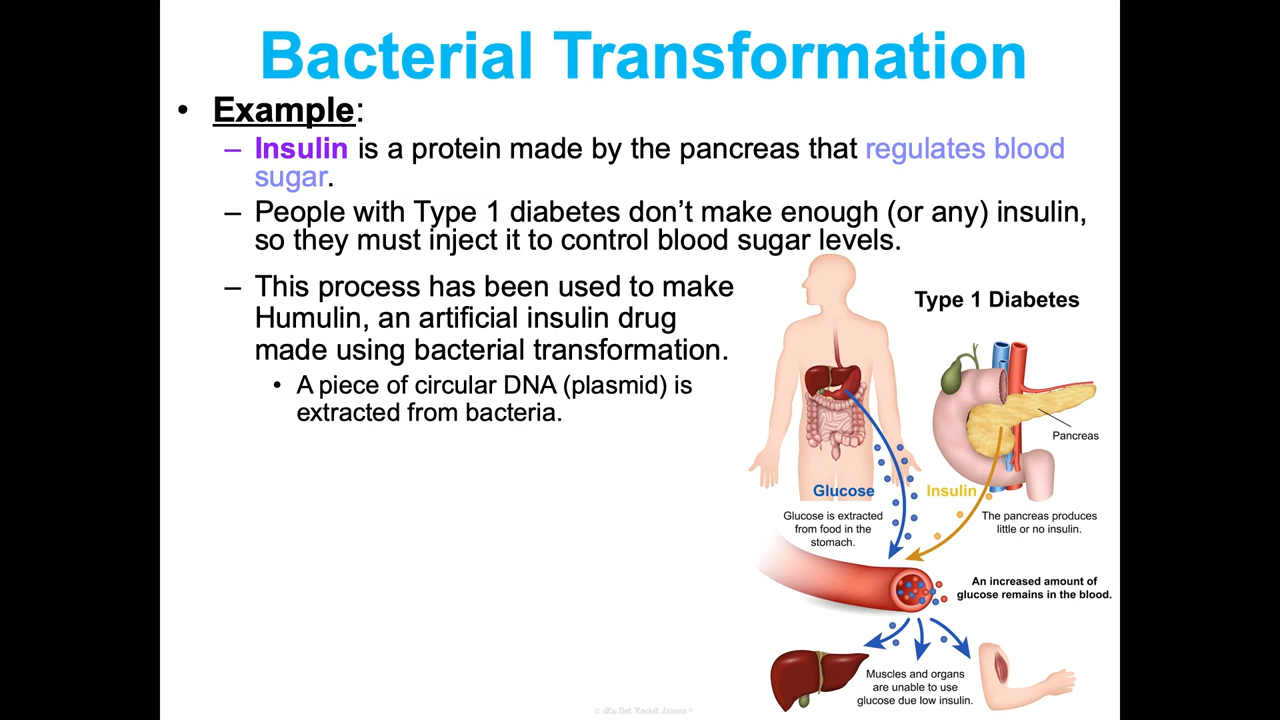 Bacterial Transformation
• Example:
– Insulin is a protein made by the pancreas that regulates blood
sugar.
– People with Type 1 diabetes don’t make enough (or any) insulin,
so they must inject it to control blood sugar levels.
– This process has been used to make
Humulin, an artificial insulin drug
made using bacterial transformation.
• A piece of circular DNA (plasmid) is
extracted from bacteria.
Type 1 Diabetes
Pancreas
Glucose
Insulin
Glucose is extracted
from food in the
stomach.
The pancreas produces
little or no insulin.
An increased amount of
glucose remains in the blood.
Muscles and organs
are unable to use
glucose due low insulin.
© It's Not Rocket Science®